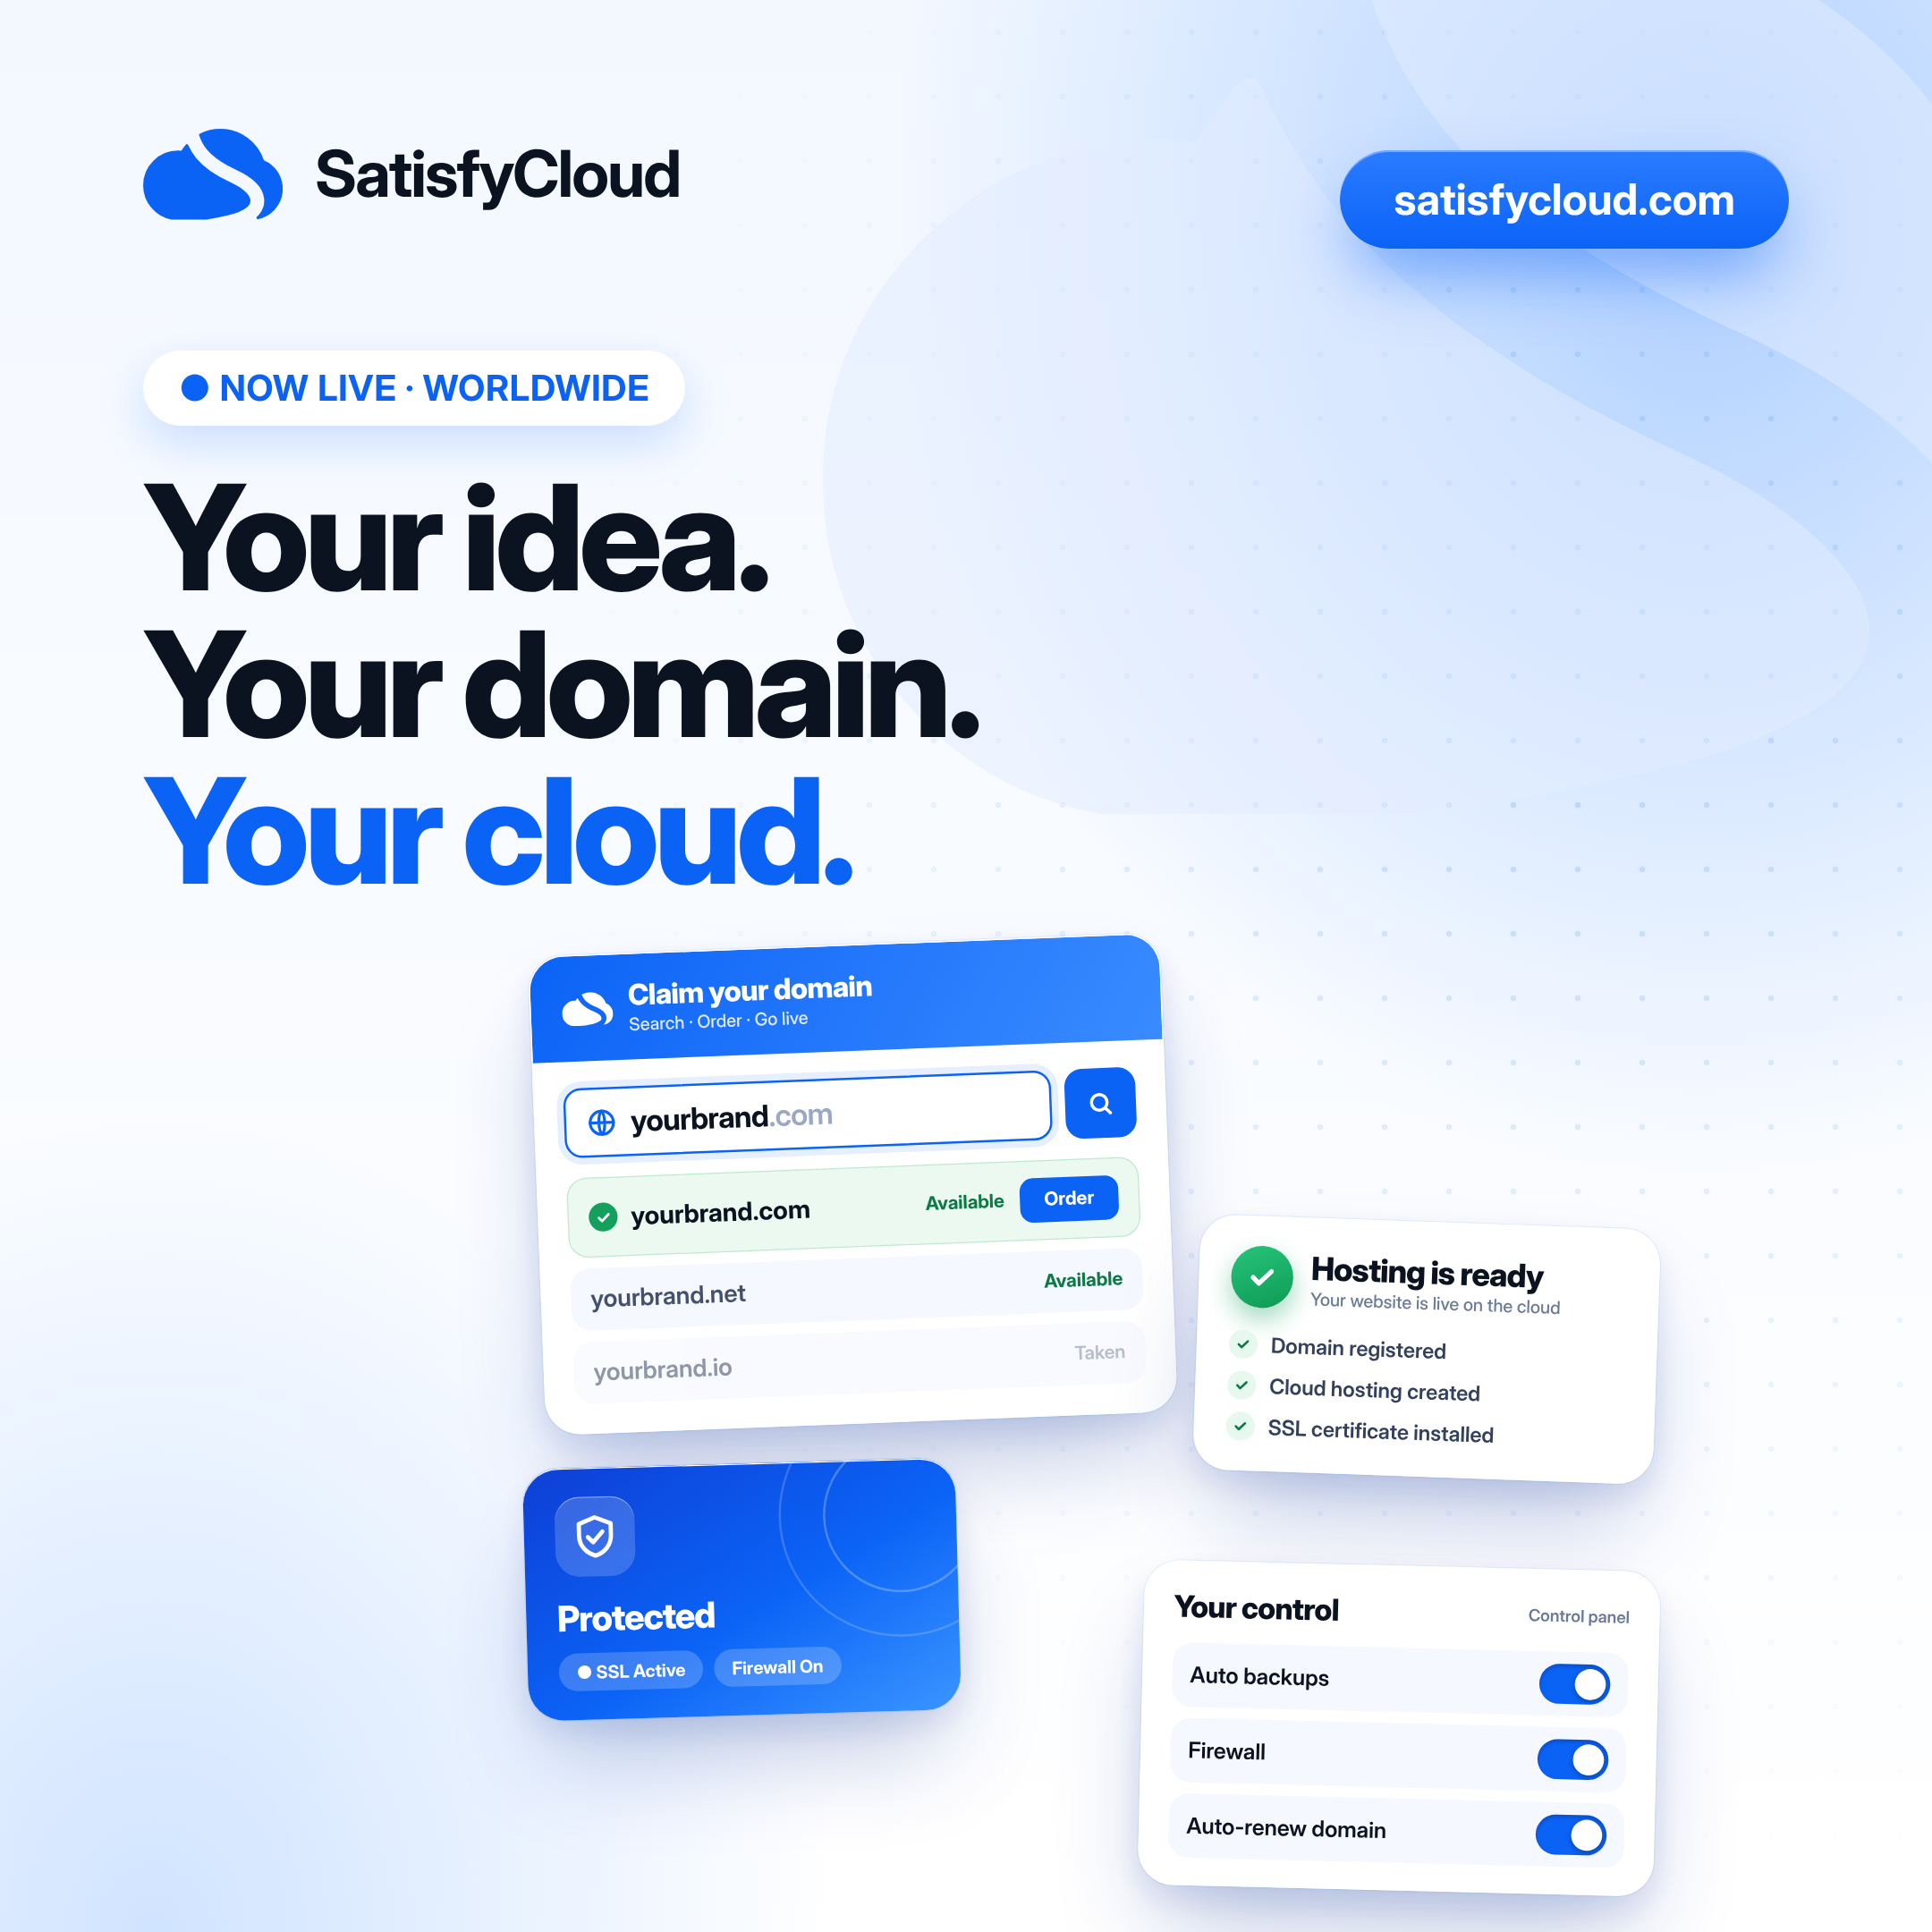 SatisfyCloud
satisfycloud.com
NOW LIVE · WORLDWIDE
Your idea.
Your domain.
Your cloud.
Claim your domain
Search · Order · Go live
yourbrand.com
yourbrand.com Available Order
yourbrand.net Available
yourbrand.io Taken
Hosting is ready
Your website is live on the cloud
Domain registered
Cloud hosting created
SSL certificate installed
Protected
SSL Active Firewall On
Your control Control panel
Auto backups
Firewall
Auto-renew domain